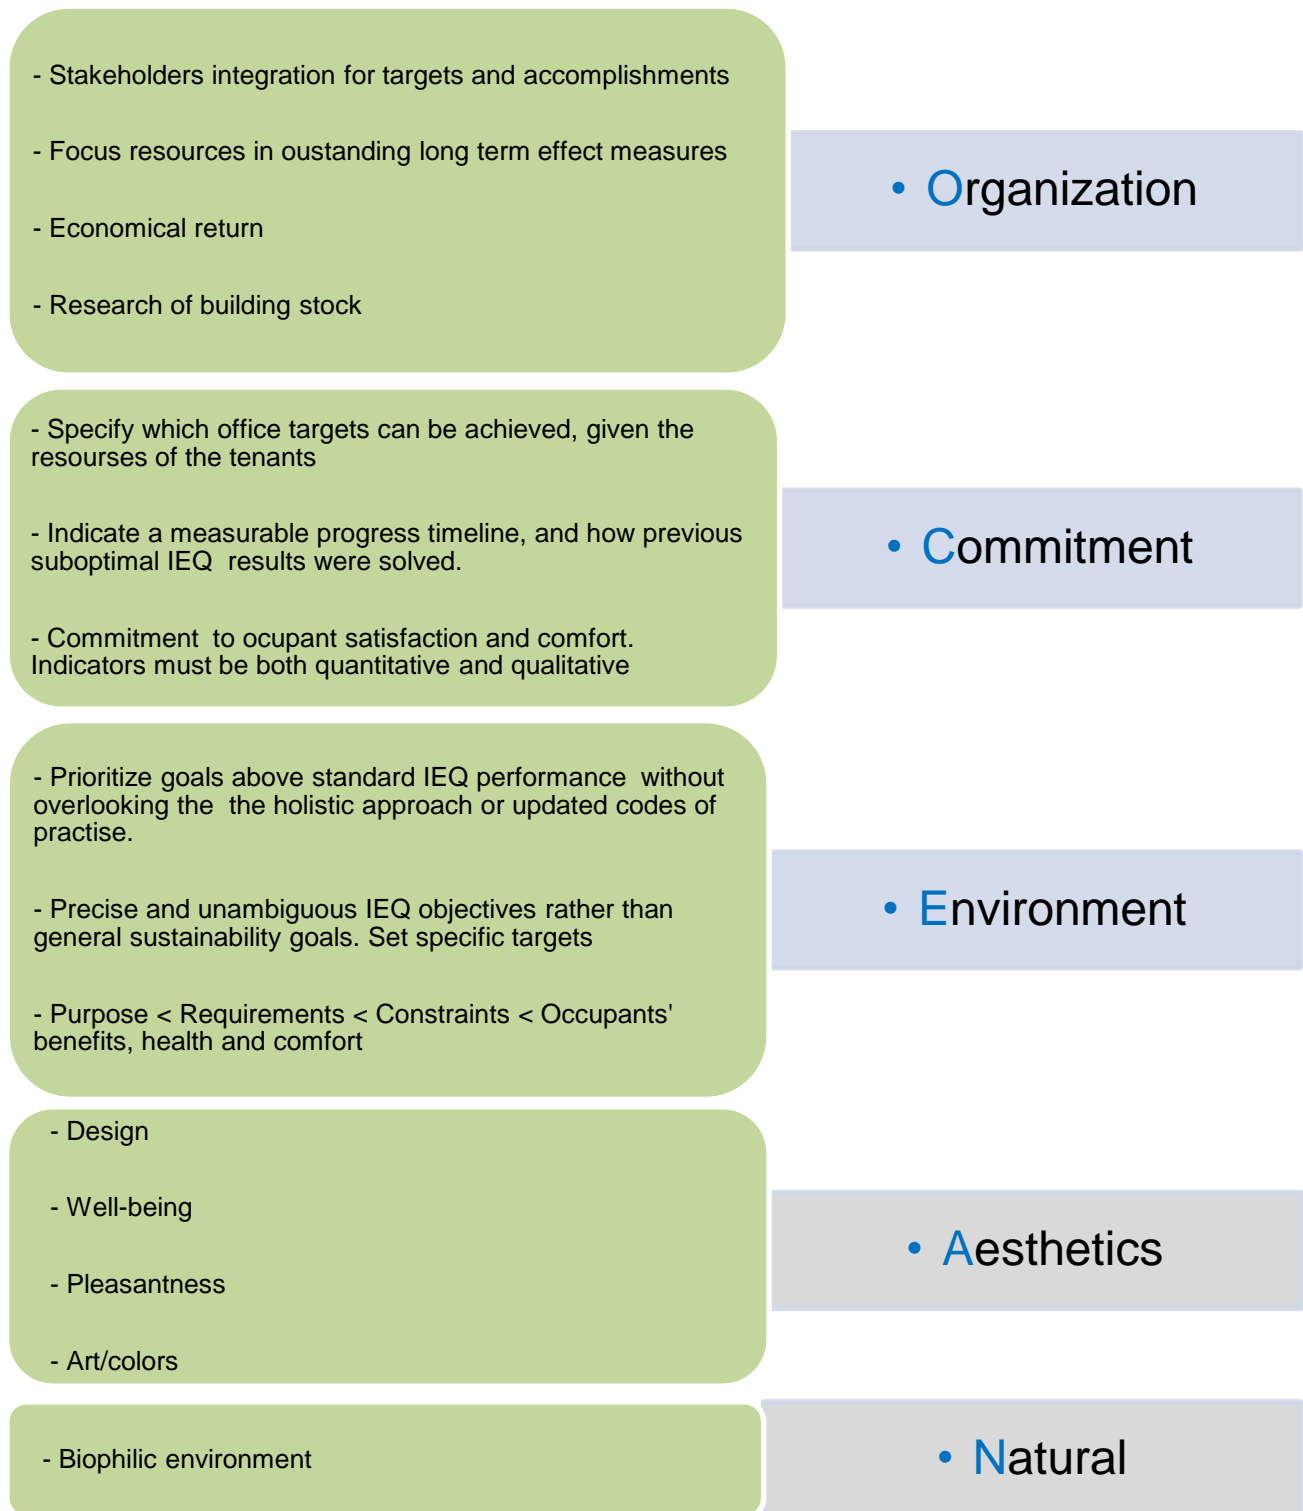 - Stakeholders integration for targets and accomplishments
- Focus resources in oustanding long term effect measures
- Economical return
- Research of building stock
• Organization
- Specify which office targets can be achieved, given the
resourses of the tenants
- Indicate a measurable progress timeline, and how previous
suboptimal IEQ  results were solved.
- Commitment  to ocupant satisfaction and comfort.
Indicators must be both quantitative and qualitative
• Commitment
- Prioritize goals above standard IEQ performance  without
overlooking the  the holistic approach or updated codes of
practise.
- Precise and unambiguous IEQ objectives rather than
general sustainability goals. Set specific targets
- Purpose < Requirements < Constraints < Occupants'
benefits, health and comfort
• Environment
- Design
- Well-being
- Pleasantness
- Art/colors
• Aesthetics
- Biophilic environment
• Natural